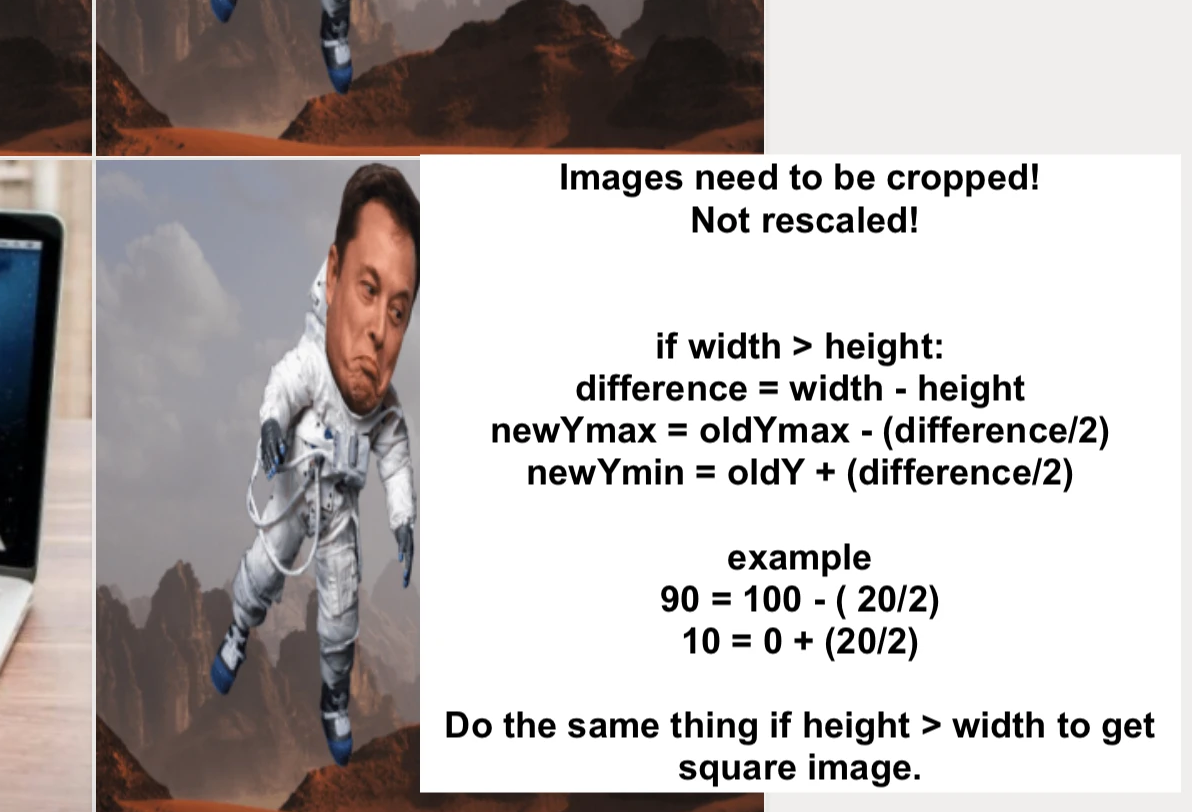 Images need to be cropped!
Not rescaled!
if width > height:
difference = width - height
newYmax = oldYmax - (difference/2)
newYmin = oldY + (difference/2)
example
90 = 100 - ( 20/2)
10 = 0 + (20/2)
Do the same thing if height > width to get
square image.